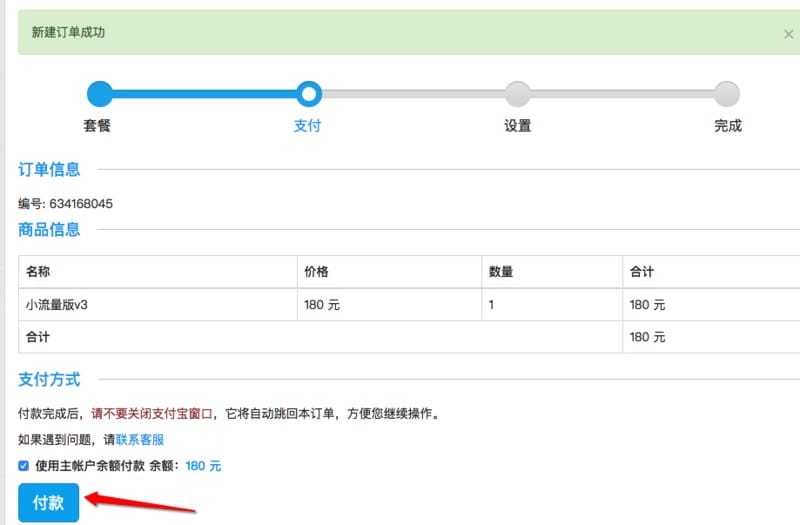 新建订单成功 ×
套餐 支付 设置 完成
订单信息
编号: 634168045
商品信息
名称 价格 数量 合计
小流量版v3 180 元 1 180 元
合计 180 元
支付方式
付款完成后，请不要关闭支付宝窗口，它将自动跳回本订单，方便您继续操作。
如果遇到问题，请联系客服
使用主帐户余额付款 余额：180 元
付款